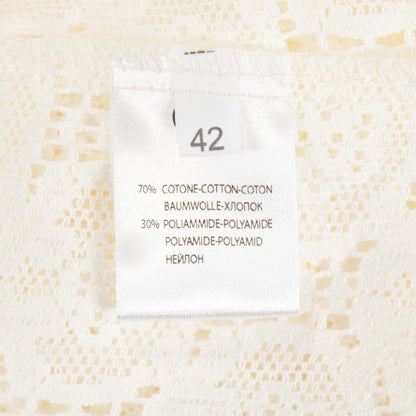 42
70% COTONE-COTTON-COTON
BAUMWOLLE-ХЛОПОК
30% POLIAMMIDE-POLYAMIDE
POLYAMIDE-POLYAMID
НЕЙЛОН